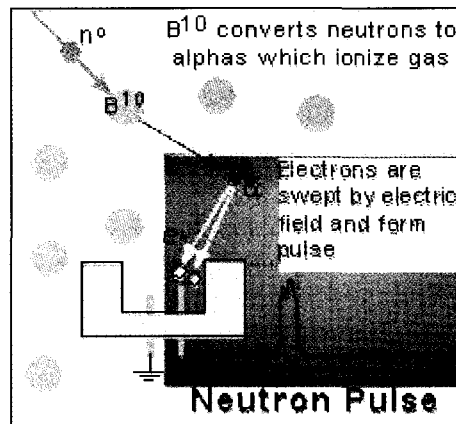 n⁰
B¹⁰ converts neutrons to
alphas which ionize gas
B¹⁰
Electrons are
swept by electric
field and form
pulse
Neutron Pulse